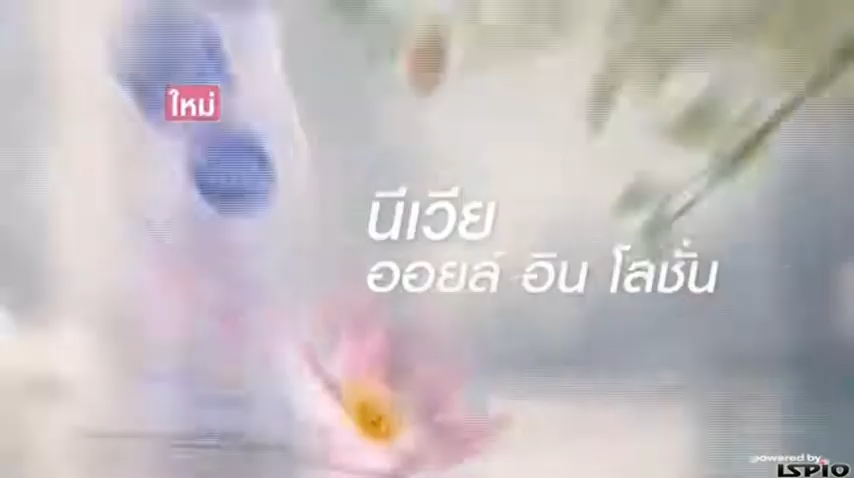 ใหม่
นีเวีย
ออยล์ อิน โลชั่น
powered by
ISPIO